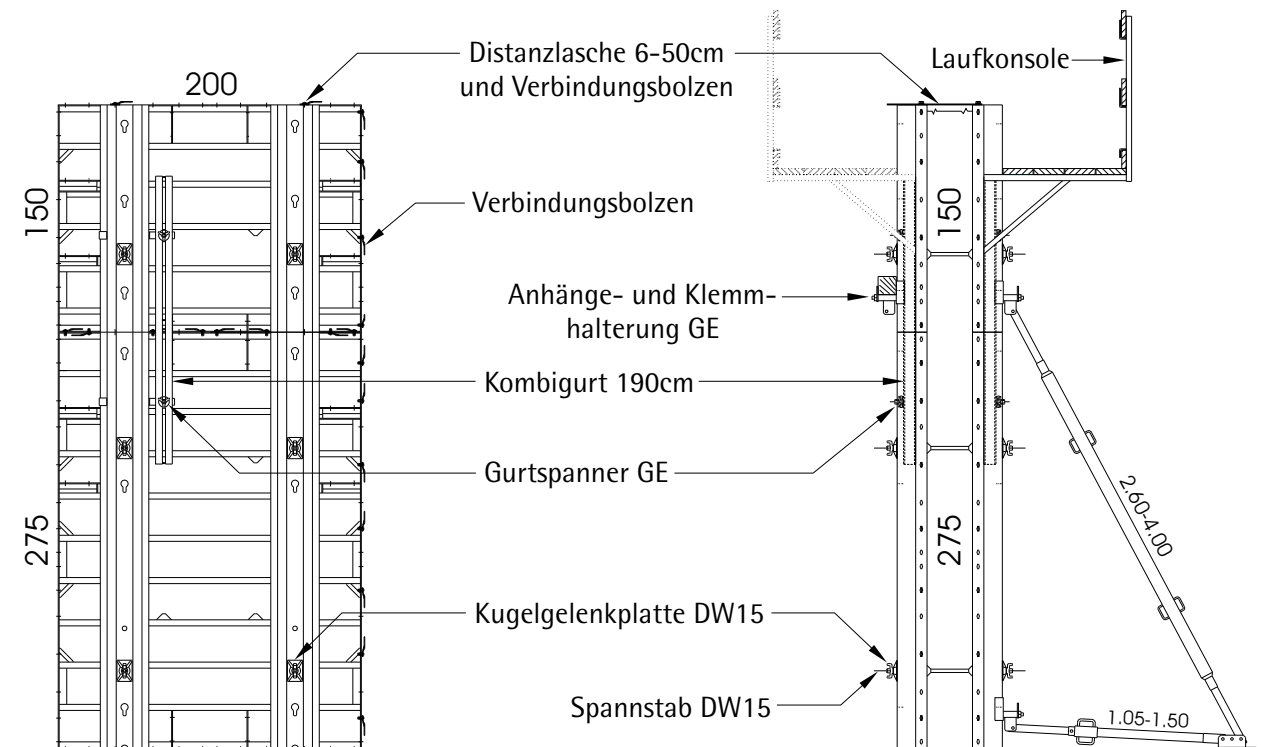 Distanzlasche 6-50cm
und Verbindungsbolzen
Laufkonsole
200
150
Verbindungsbolzen
150
Anhänge- und Klemm-
halterung GE
Kombigurt 190cm
Gurtspanner GE
2.60-4.00
275
275
Kugelgelenkplatte DW15
Spannstab DW15
1.05-1.50